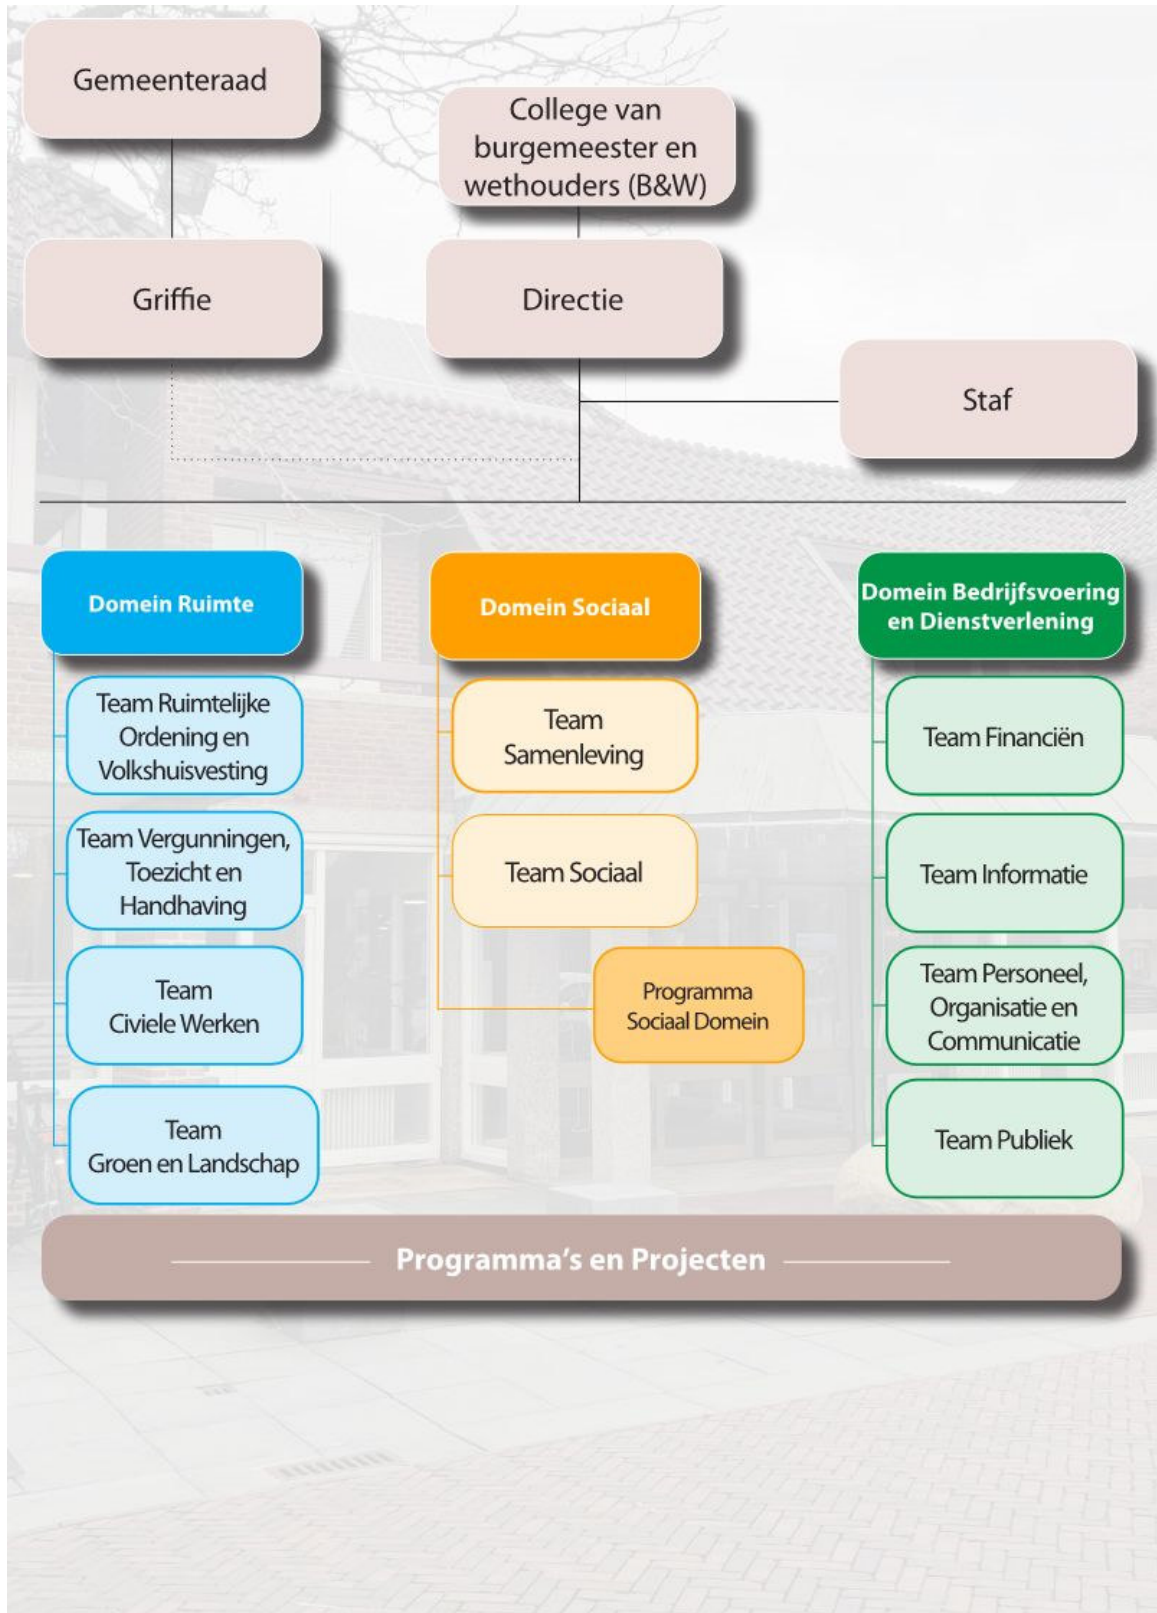 Gemeenteraad
College van
burgemeester en
wethouders (B&W)
Griffie
Directie
Staf
Domein Ruimte
Team Ruimtelijke
Ordening en
Volkshuisvesting
Team Vergunningen,
Toezicht en
Handhaving
Team
Civiele Werken
Team
Groen en Landschap
Domein Sociaal
Team
Samenleving
Team Sociaal
Programma
Sociaal Domein
Domein Bedrijfsvoering
en Dienstverlening
Team Financiën
Team Informatie
Team Personeel,
Organisatie en
Communicatie
Team Publiek
Programma's en Projecten